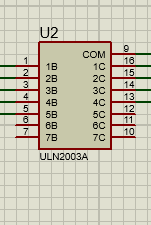 U2
9
COM
1 1B 1C 16
2 2B 2C 15
3 3B 3C 14
4 4B 4C 13
5 5B 5C 12
6 6B 6C 11
7 7B 7C 10
ULN2003A